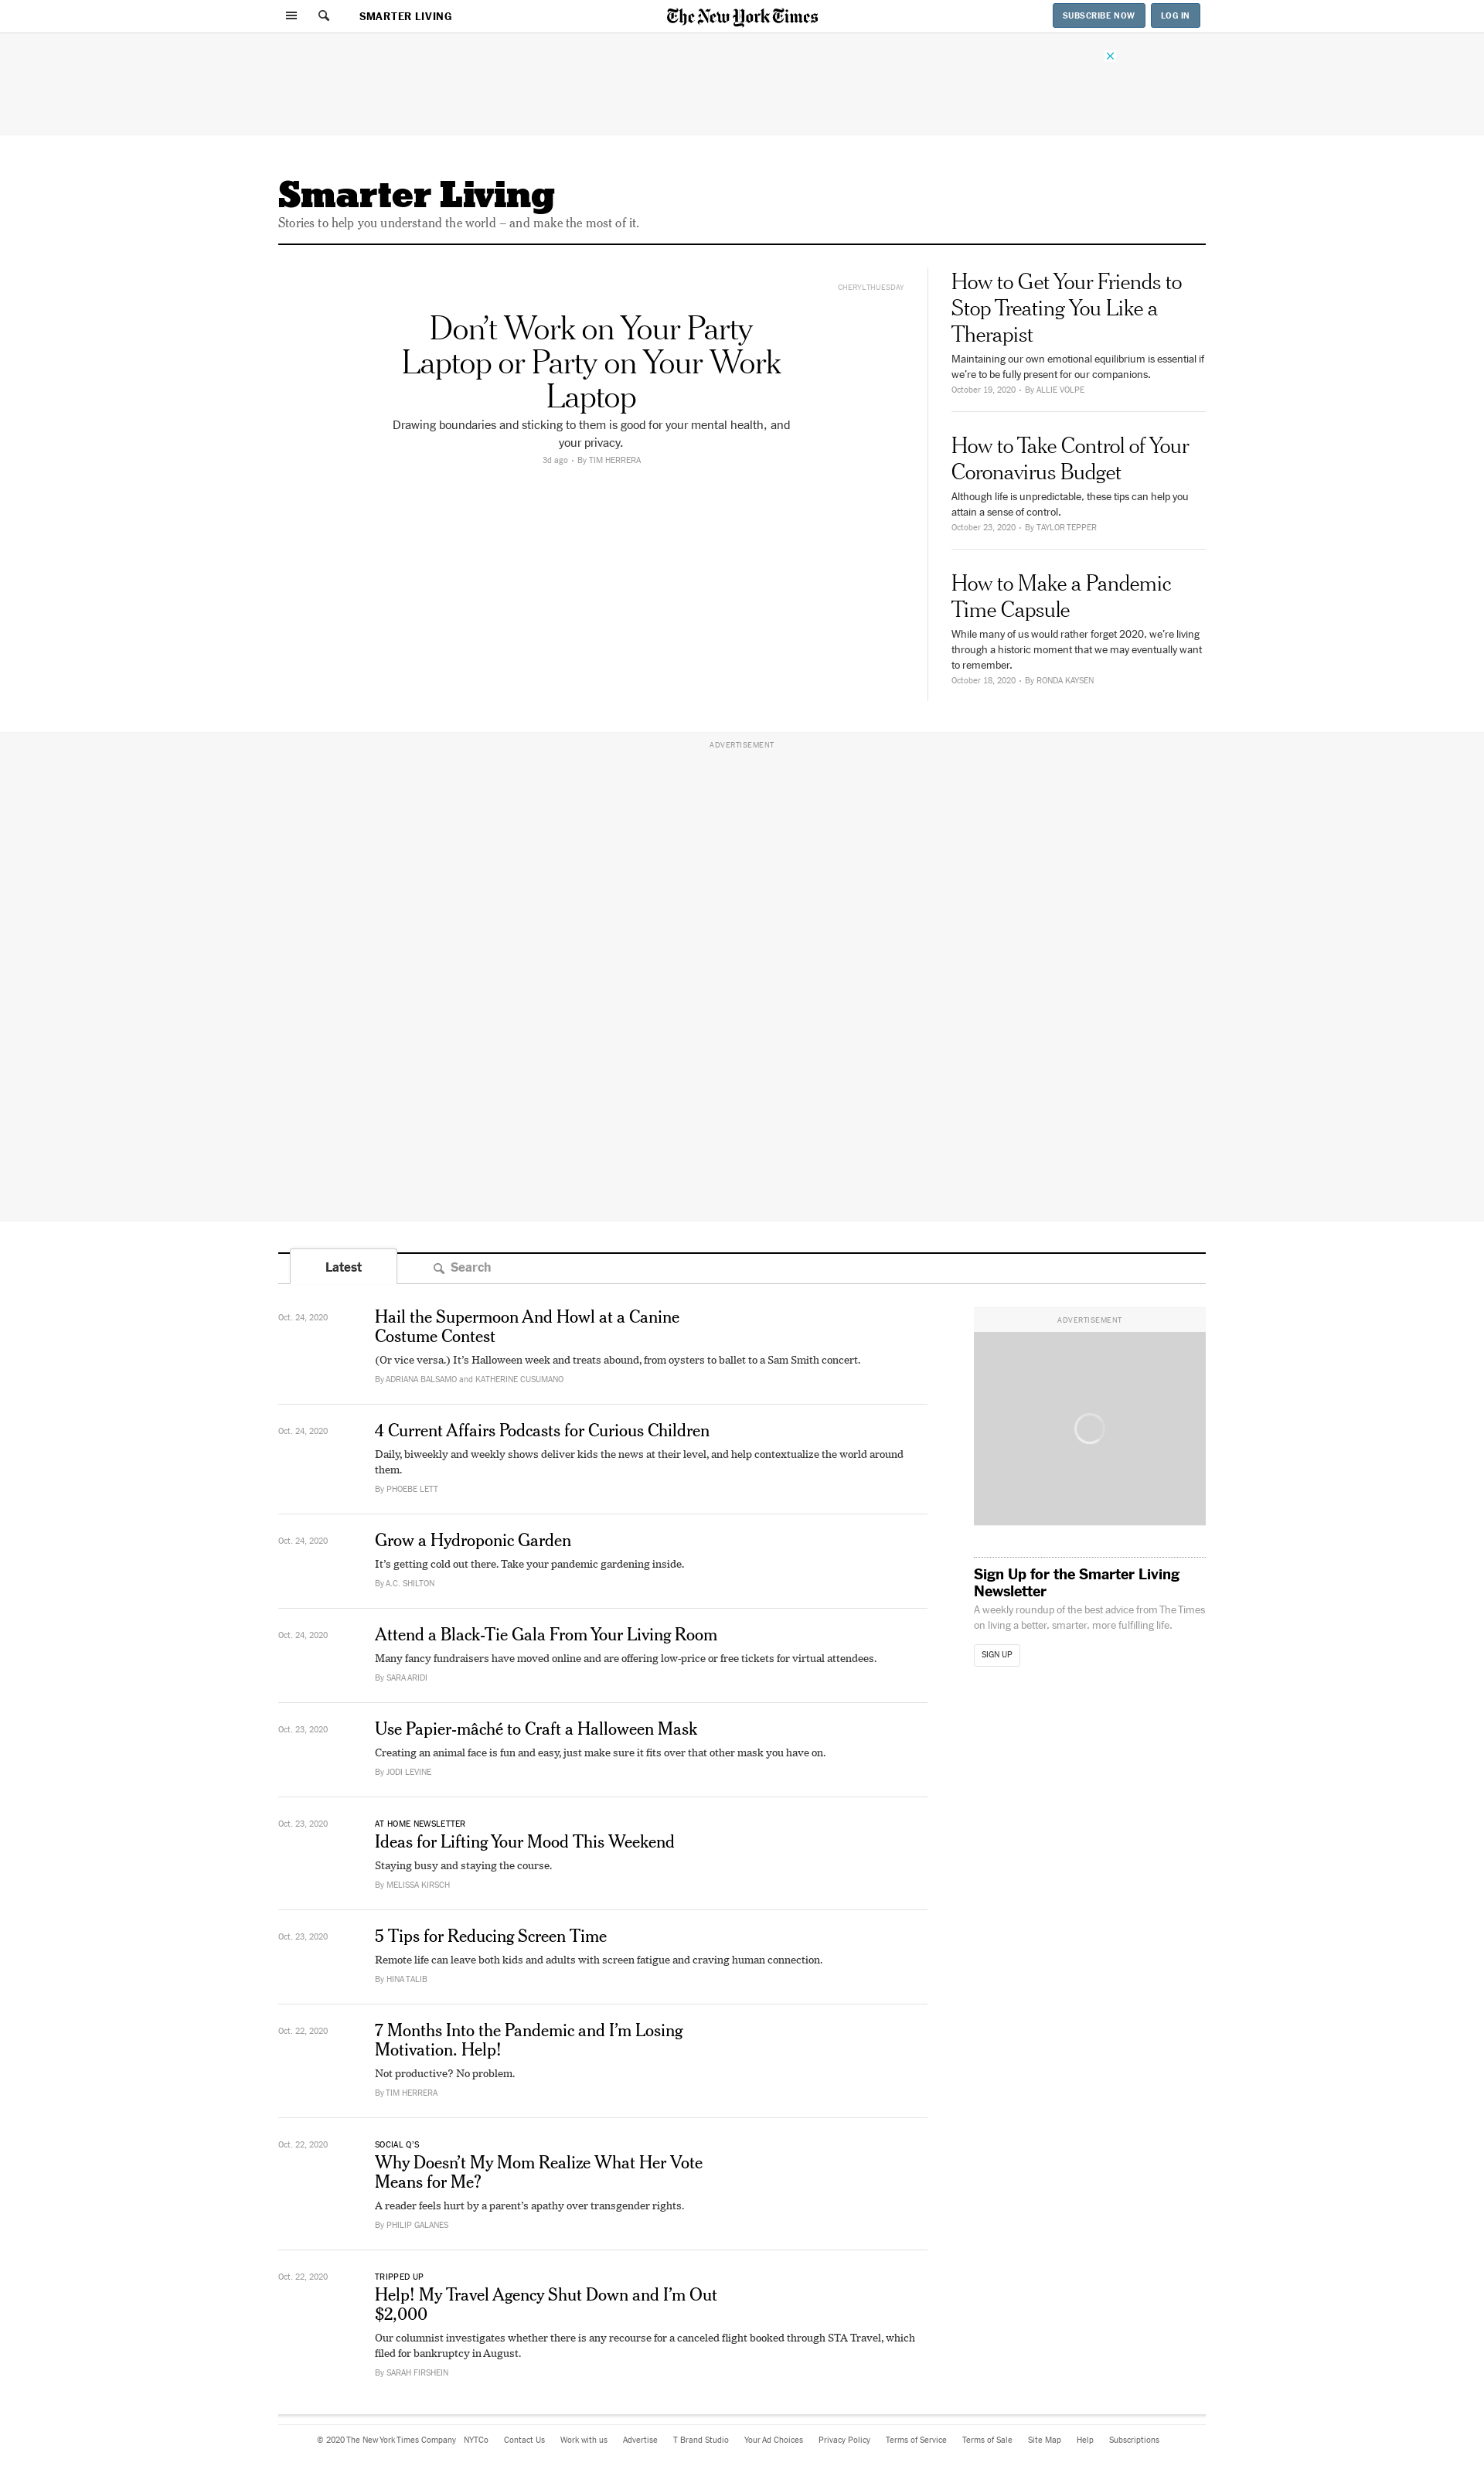 SMARTER LIVING
The New York Times
SUBSCRIBE NOW
LOG IN
Smarter Living
Stories to help you understand the world – and make the most of it.
CHERYLTHUESDAY
Don’t Work on Your Party
Laptop or Party on Your Work
Laptop
Drawing boundaries and sticking to them is good for your mental health, and
your privacy.
3d ago • By TIM HERRERA
How to Get Your Friends to
Stop Treating You Like a
Therapist
Maintaining our own emotional equilibrium is essential if
we’re to be fully present for our companions.
October 19, 2020 • By ALLIE VOLPE
How to Take Control of Your
Coronavirus Budget
Although life is unpredictable, these tips can help you
attain a sense of control.
October 23, 2020 • By TAYLOR TEPPER
How to Make a Pandemic
Time Capsule
While many of us would rather forget 2020, we’re living
through a historic moment that we may eventually want
to remember.
October 18, 2020 • By RONDA KAYSEN
ADVERTISEMENT
Latest
Search
Oct. 24, 2020
Hail the Supermoon And Howl at a Canine
Costume Contest
(Or vice versa.) It’s Halloween week and treats abound, from oysters to ballet to a Sam Smith concert.
By ADRIANA BALSAMO and KATHERINE CUSUMANO
Oct. 24, 2020
4 Current Affairs Podcasts for Curious Children
Daily, biweekly and weekly shows deliver kids the news at their level, and help contextualize the world around
them.
By PHOEBE LETT
Oct. 24, 2020
Grow a Hydroponic Garden
It’s getting cold out there. Take your pandemic gardening inside.
By A.C. SHILTON
Oct. 24, 2020
Attend a Black-Tie Gala From Your Living Room
Many fancy fundraisers have moved online and are offering low-price or free tickets for virtual attendees.
By SARA ARIDI
Oct. 23, 2020
Use Papier-mâché to Craft a Halloween Mask
Creating an animal face is fun and easy, just make sure it fits over that other mask you have on.
By JODI LEVINE
Oct. 23, 2020
AT HOME NEWSLETTER
Ideas for Lifting Your Mood This Weekend
Staying busy and staying the course.
By MELISSA KIRSCH
Oct. 23, 2020
5 Tips for Reducing Screen Time
Remote life can leave both kids and adults with screen fatigue and craving human connection.
By HINA TALIB
Oct. 22, 2020
7 Months Into the Pandemic and I’m Losing
Motivation. Help!
Not productive? No problem.
By TIM HERRERA
Oct. 22, 2020
SOCIAL Q’S
Why Doesn’t My Mom Realize What Her Vote
Means for Me?
A reader feels hurt by a parent’s apathy over transgender rights.
By PHILIP GALANES
Oct. 22, 2020
TRIPPED UP
Help! My Travel Agency Shut Down and I’m Out
$2,000
Our columnist investigates whether there is any recourse for a canceled flight booked through STA Travel, which
filed for bankruptcy in August.
By SARAH FIRSHEIN
ADVERTISEMENT
Sign Up for the Smarter Living
Newsletter
A weekly roundup of the best advice from The Times
on living a better, smarter, more fulfilling life.
SIGN UP
© 2020 The New York Times Company NYTCo Contact Us Work with us Advertise T Brand Studio Your Ad Choices Privacy Policy Terms of Service Terms of Sale Site Map Help Subscriptions